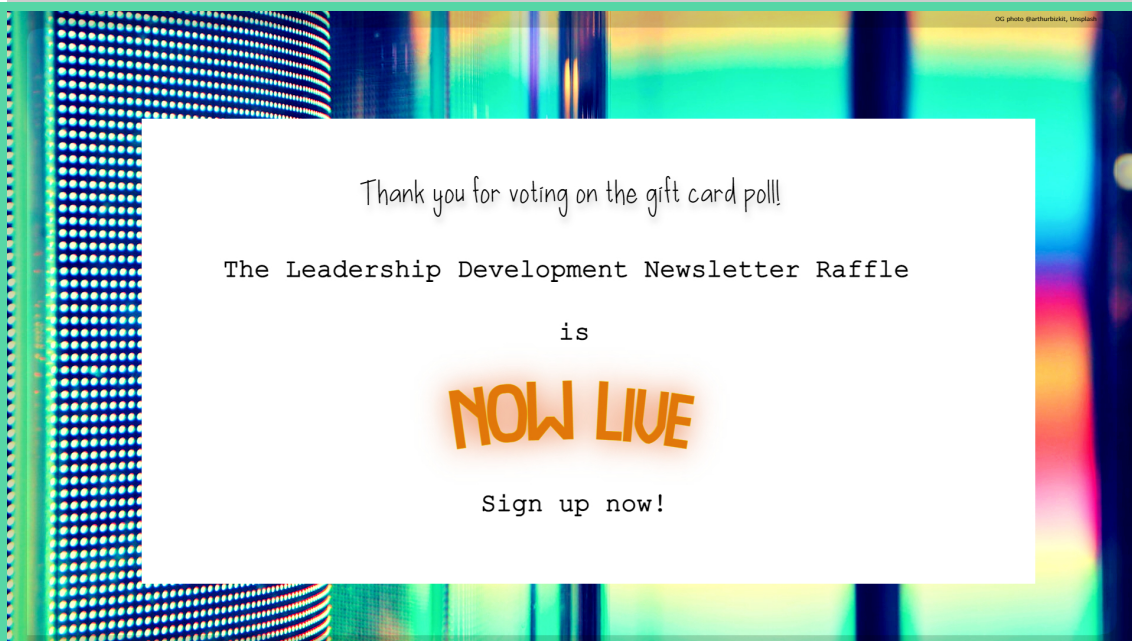 OG photo @arthurbizkit, Unsplash
Thank you for voting on the gift card poll!
The Leadership Development Newsletter Raffle
is
NOW LIVE
Sign up now!